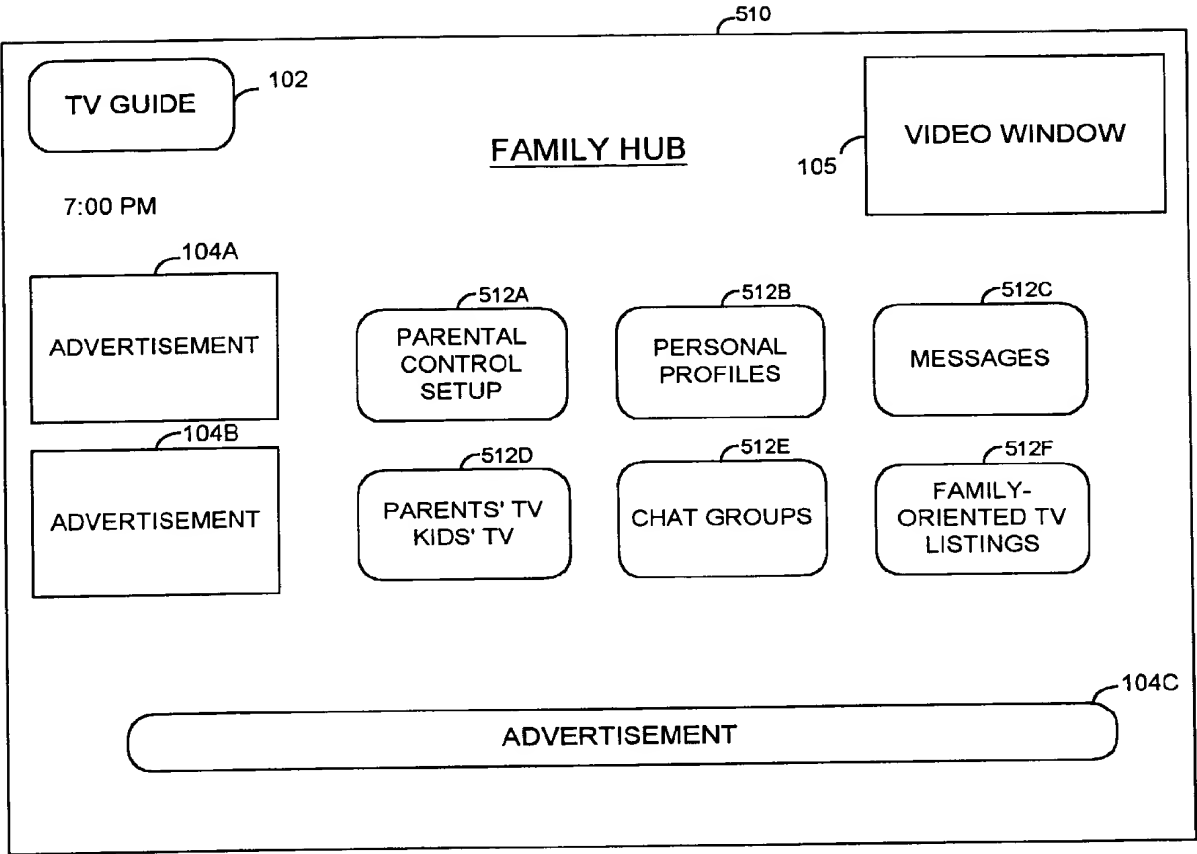 510
TV GUIDE
102
FAMILY HUB
VIDEO WINDOW
105
7:00 PM
104A
ADVERTISEMENT
512A
PARENTAL
CONTROL
SETUP
512B
PERSONAL
PROFILES
512C
MESSAGES
104B
ADVERTISEMENT
512D
PARENTS' TV
KIDS' TV
512E
CHAT GROUPS
512F
FAMILY-
ORIENTED TV
LISTINGS
104C
ADVERTISEMENT